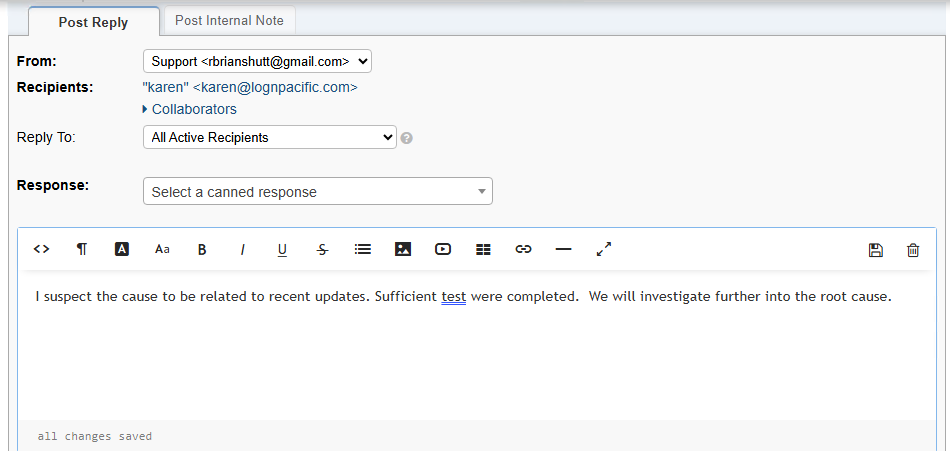 Post Reply Post Internal Note
From: Support <rbrianshutt@gmail.com>
Recipients: "karen" <karen@lognpacific.com>
Collaborators
Reply To: All Active Recipients ?
Response: Select a canned response
<> ¶ A Aa B I U S
I suspect the cause to be related to recent updates. Sufficient test were completed.  We will investigate further into the root cause.
all changes saved